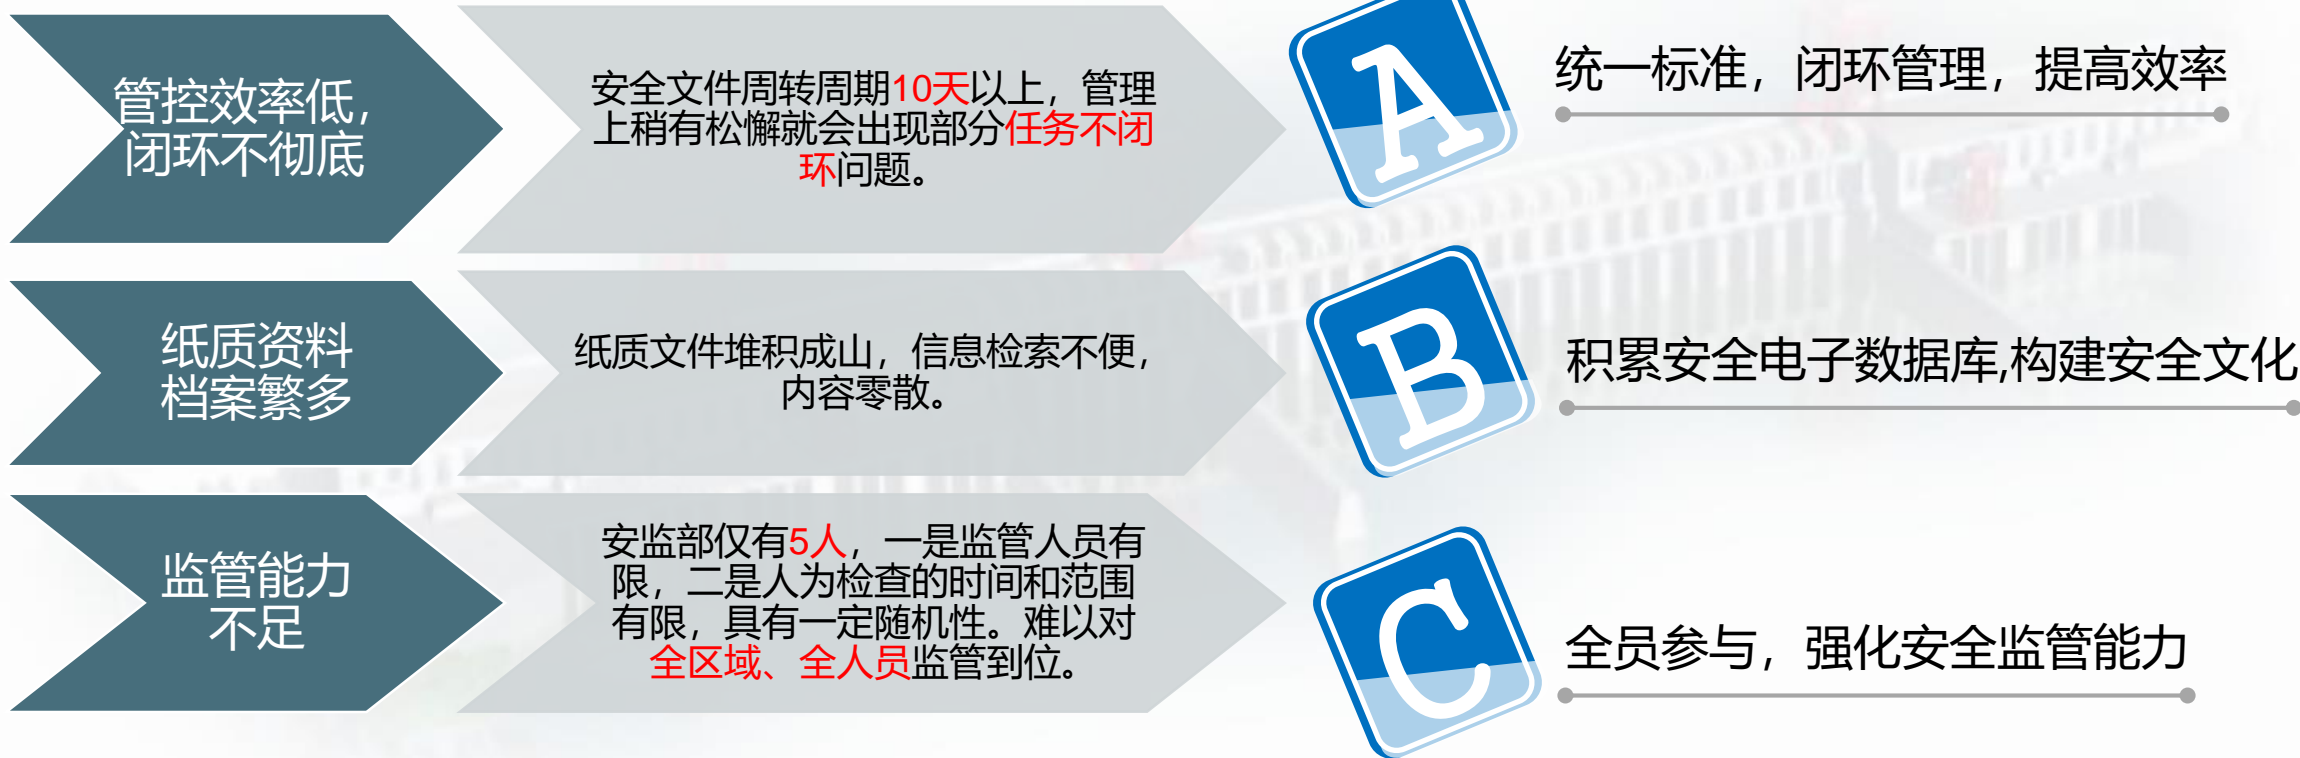 管控效率低，
闭环不彻底
安全文件周转周期10天以上，管理
上稍有松懈就会出现部分任务不闭
环问题。
A
统一标准，闭环管理，提高效率
纸质资料
档案繁多
纸质文件堆积成山，信息检索不便，
内容零散。
B
积累安全电子数据库,构建安全文化
监管能力
不足
安监部仅有5人，一是监管人员有
限，二是人为检查的时间和范围
有限，具有一定随机性。难以对
全区域、全人员监管到位。
C
全员参与，强化安全监管能力